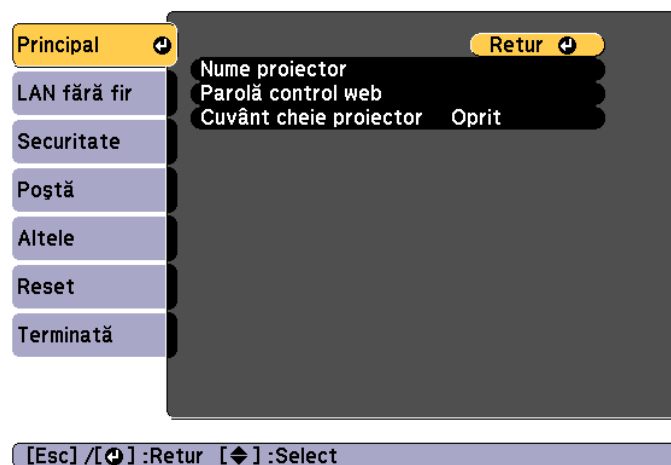 Principal
LAN fără fir
Securitate
Poştă
Altele
Reset
Terminată
Retur
Nume proiector
Parolă control web
Cuvânt cheie proiector Oprit
[Esc] /[ ] :Retur [ ] :Select